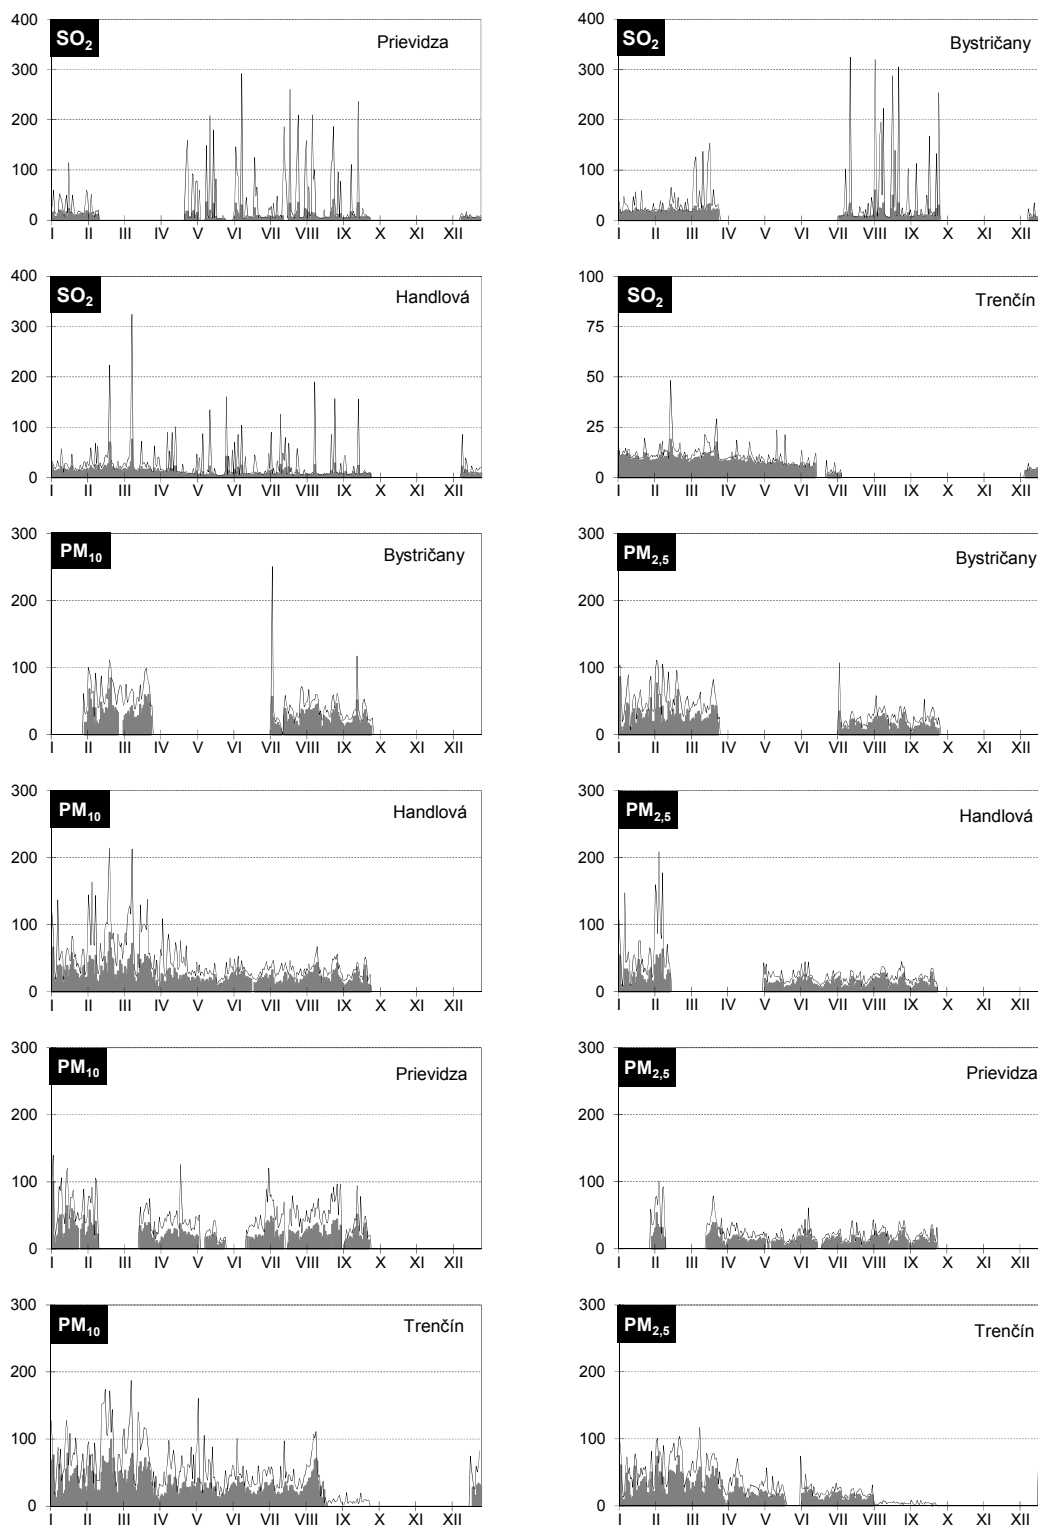 SO2 Prievidza
400
300
200
100
0
I II III IV V VI VII VIII IX X XI XII
SO2 Bystričany
400
300
200
100
0
I II III IV V VI VII VIII IX X XI XII
SO2 Handlová
400
300
200
100
0
I II III IV V VI VII VIII IX X XI XII
SO2 Trenčín
100
75
50
25
0
I II III IV V VI VII VIII IX X XI XII
PM10 Bystričany
300
200
100
0
I II III IV V VI VII VIII IX X XI XII
PM2,5 Bystričany
300
200
100
0
I II III IV V VI VII VIII IX X XI XII
PM10 Handlová
300
200
100
0
I II III IV V VI VII VIII IX X XI XII
PM2,5 Handlová
300
200
100
0
I II III IV V VI VII VIII IX X XI XII
PM10 Prievidza
300
200
100
0
I II III IV V VI VII VIII IX X XI XII
PM2,5 Prievidza
300
200
100
0
I II III IV V VI VII VIII IX X XI XII
PM10 Trenčín
300
200
100
0
I II III IV V VI VII VIII IX X XI XII
PM2,5 Trenčín
300
200
100
0
I II III IV V VI VII VIII IX X XI XII